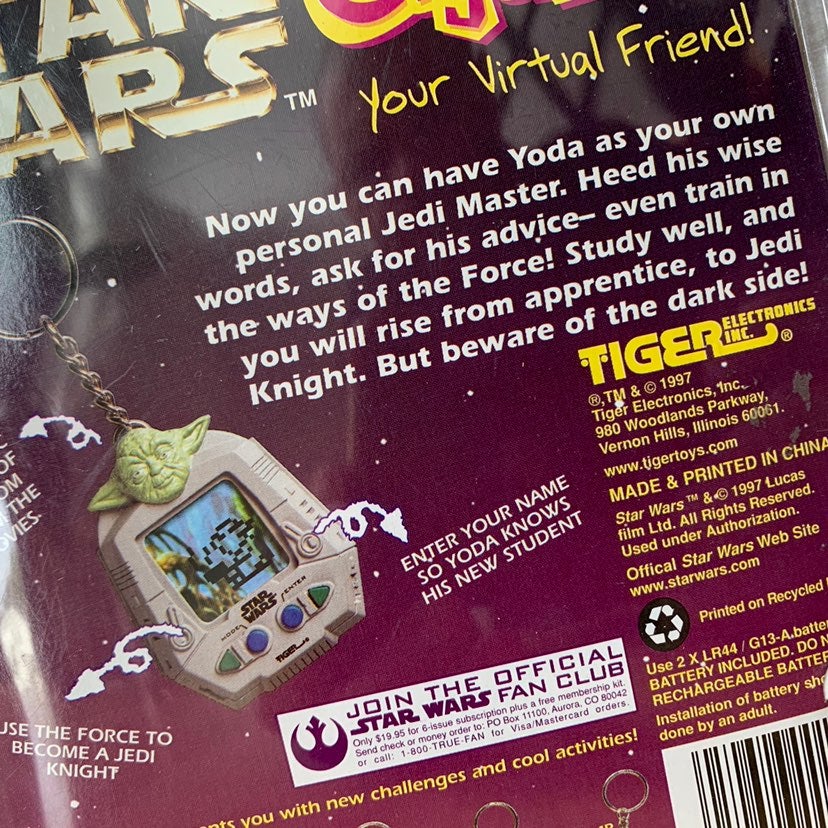 STAR
WARS
TM
Your Virtual Friend!
Now you can have Yoda as your own
personal Jedi Master. Heed his wise
words, ask for his advice– even train in
the ways of the Force! Study well, and
you will rise from apprentice, to Jedi
Knight. But beware of the dark side!
TIGER ELECTRONICS INC. ®
®, TM & © 1997
Tiger Electronics, Inc.
980 Woodlands Parkway,
Vernon Hills, Illinois 60061.
www.tigertoys.com
MADE & PRINTED IN CHINA
Star Wars ™ & © 1997 Lucas
film Ltd. All Rights Reserved.
Used under Authorization.
Offical Star Wars Web Site
www.starwars.com
Printed on Recycled
Use 2 X LR44 / G13-A
BATTERY INCLUDED. DO
RECHARGEABLE
Installation of battery
done by an adult.
OF
THE
ENTER YOUR NAME
SO YODA KNOWS
HIS NEW STUDENT
STAR
WARS
MODE
ENTER
TIGER
USE THE FORCE TO
BECOME A JEDI
KNIGHT
JOIN THE OFFICIAL
STAR WARS FAN CLUB
Only $19.95 for 6-issue subscription plus a free membership kit.
Send check or money order to: PO Box 11100, Aurora, CO 80042
or call: 1-800-TRUE-FAN for Visa/Mastercard orders.
you with new challenges and cool activities!